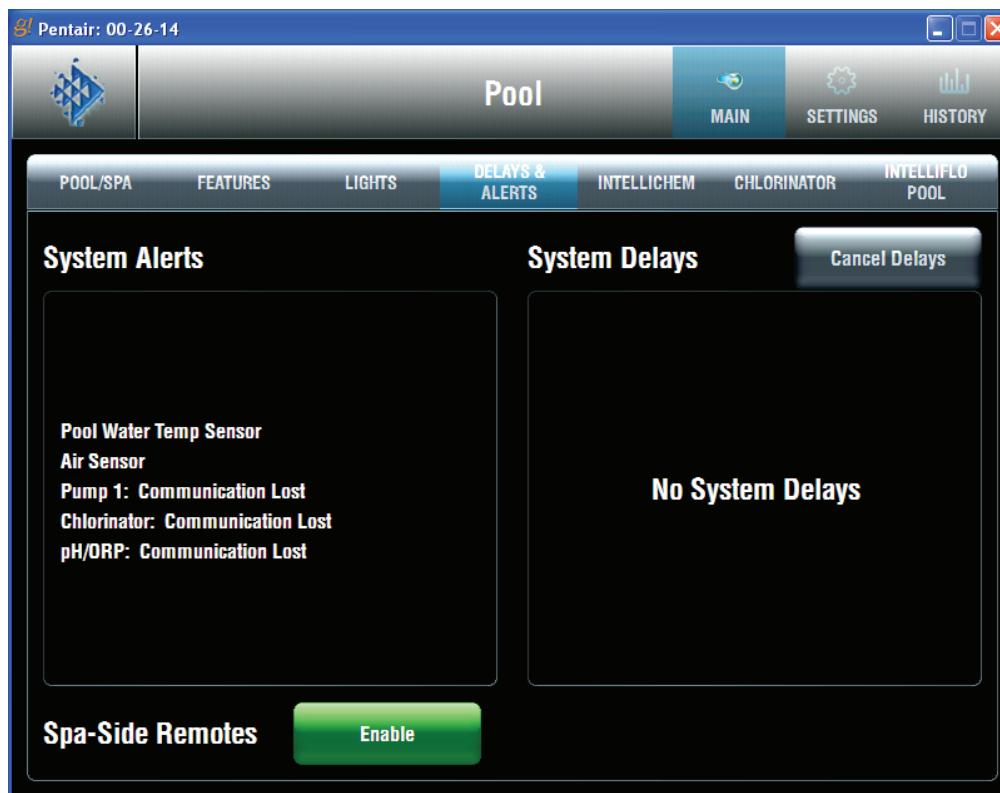 g! Pentair: 00-26-14
Pool
MAIN
SETTINGS
HISTORY
POOL/SPA
FEATURES
LIGHTS
DELAYS &
ALERTS
INTELLICHEM
CHLORINATOR
INTELLIFLO
POOL
System Alerts
System Delays
Cancel Delays
Pool Water Temp Sensor
Air Sensor
Pump 1: Communication Lost
Chlorinator: Communication Lost
pH/ORP: Communication Lost
No System Delays
Spa-Side Remotes
Enable